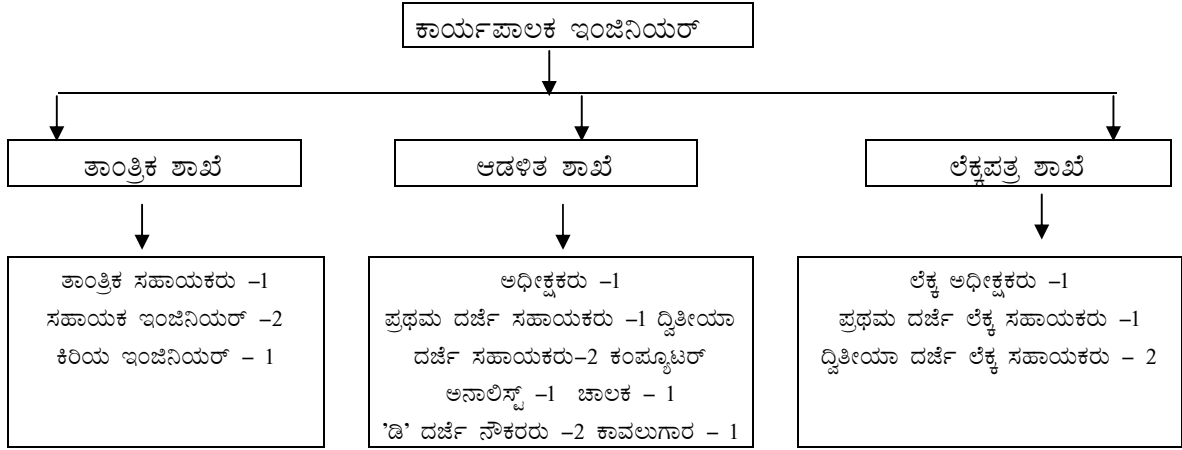 ಕಾರ್ಯಪಾಲಕ ಇಂಜಿನಿಯರ್
ತಾಂತ್ರಿಕ ಶಾಖೆ
ಆಡಳಿತ ಶಾಖೆ
ಲೆಕ್ಕಪತ್ರ ಶಾಖೆ
ತಾಂತ್ರಿಕ ಸಹಾಯಕರು –1
ಸಹಾಯಕ ಇಂಜಿನಿಯರ್ –2
ಕಿರಿಯ ಇಂಜಿನಿಯರ್ – 1
ಅಧೀಕ್ಷಕರು –1
ಪ್ರಥಮ ದರ್ಜೆ ಸಹಾಯಕರು –1 ದ್ವಿತೀಯಾ
ದರ್ಜೆ ಸಹಾಯಕರು–2 ಕಂಪ್ಯೂಟರ್
ಅನಾಲಿಸ್ಟ್ –1 ಚಾಲಕ – 1
'ಡಿ' ದರ್ಜೆ ನೌಕರರು –2 ಕಾವಲುಗಾರ – 1
ಲೆಕ್ಕ ಅಧೀಕ್ಷಕರು –1
ಪ್ರಥಮ ದರ್ಜೆ ಲೆಕ್ಕ ಸಹಾಯಕರು –1
ದ್ವಿತೀಯಾ ದರ್ಜೆ ಲೆಕ್ಕ ಸಹಾಯಕರು – 2